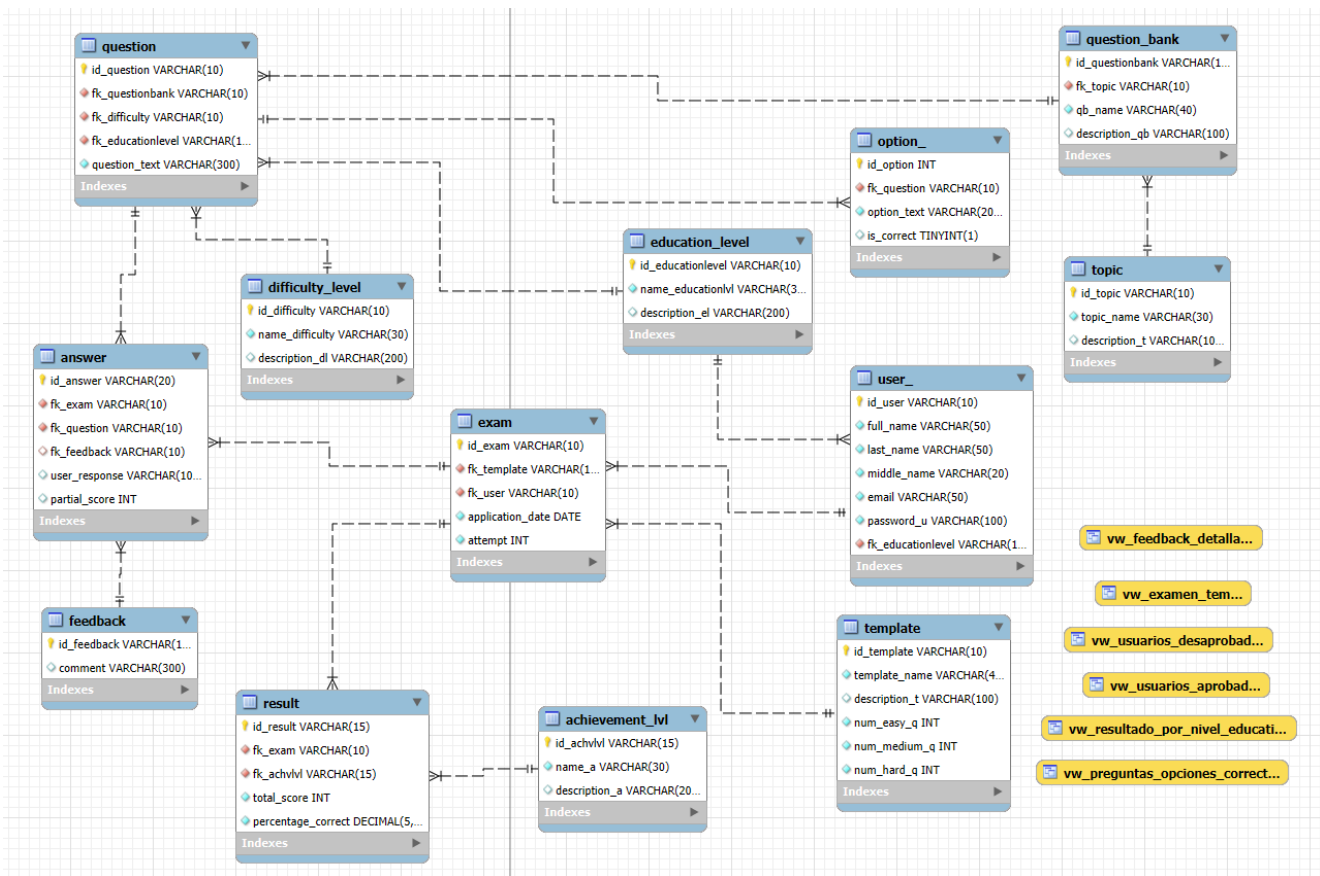 question
id_question VARCHAR(10)
fk_questionbank VARCHAR(10)
fk_difficulty VARCHAR(10)
fk_educationlevel VARCHAR(1...
question_text VARCHAR(300)
Indexes
question_bank
id_questionbank VARCHAR(1...
fk_topic VARCHAR(10)
qb_name VARCHAR(40)
description_qb VARCHAR(100)
Indexes
option_
id_option INT
fk_question VARCHAR(10)
option_text VARCHAR(20...
is_correct TINYINT(1)
Indexes
education_level
id_educationlevel VARCHAR(10)
name_educationlvl VARCHAR(3...
description_el VARCHAR(200)
Indexes
topic
id_topic VARCHAR(10)
topic_name VARCHAR(30)
description_t VARCHAR(10...
Indexes
difficulty_level
id_difficulty VARCHAR(10)
name_difficulty VARCHAR(30)
description_dl VARCHAR(200)
Indexes
answer
id_answer VARCHAR(20)
fk_exam VARCHAR(10)
fk_question VARCHAR(10)
fk_feedback VARCHAR(10)
user_response VARCHAR(10...
partial_score INT
Indexes
exam
id_exam VARCHAR(10)
fk_template VARCHAR(1...
fk_user VARCHAR(10)
application_date DATE
attempt INT
Indexes
user_
id_user VARCHAR(10)
full_name VARCHAR(50)
last_name VARCHAR(50)
middle_name VARCHAR(20)
email VARCHAR(50)
password_u VARCHAR(100)
fk_educationlevel VARCHAR(1...
Indexes
feedback
id_feedback VARCHAR(1...
comment VARCHAR(300)
Indexes
result
id_result VARCHAR(15)
fk_exam VARCHAR(10)
fk_achvlvl VARCHAR(15)
total_score INT
percentage_correct DECIMAL(5,...
Indexes
achievement_lvl
id_achvlvl VARCHAR(15)
name_a VARCHAR(30)
description_a VARCHAR(20...
Indexes
template
id_template VARCHAR(10)
template_name VARCHAR(4...
description_t VARCHAR(100)
num_easy_q INT
num_medium_q INT
num_hard_q INT
Indexes
vw_feedback_detalla...
vw_examen_tem...
vw_usuarios_desaprobad...
vw_usuarios_aprobad...
vw_resultado_por_nivel_educati...
vw_preguntas_opciones_correct...